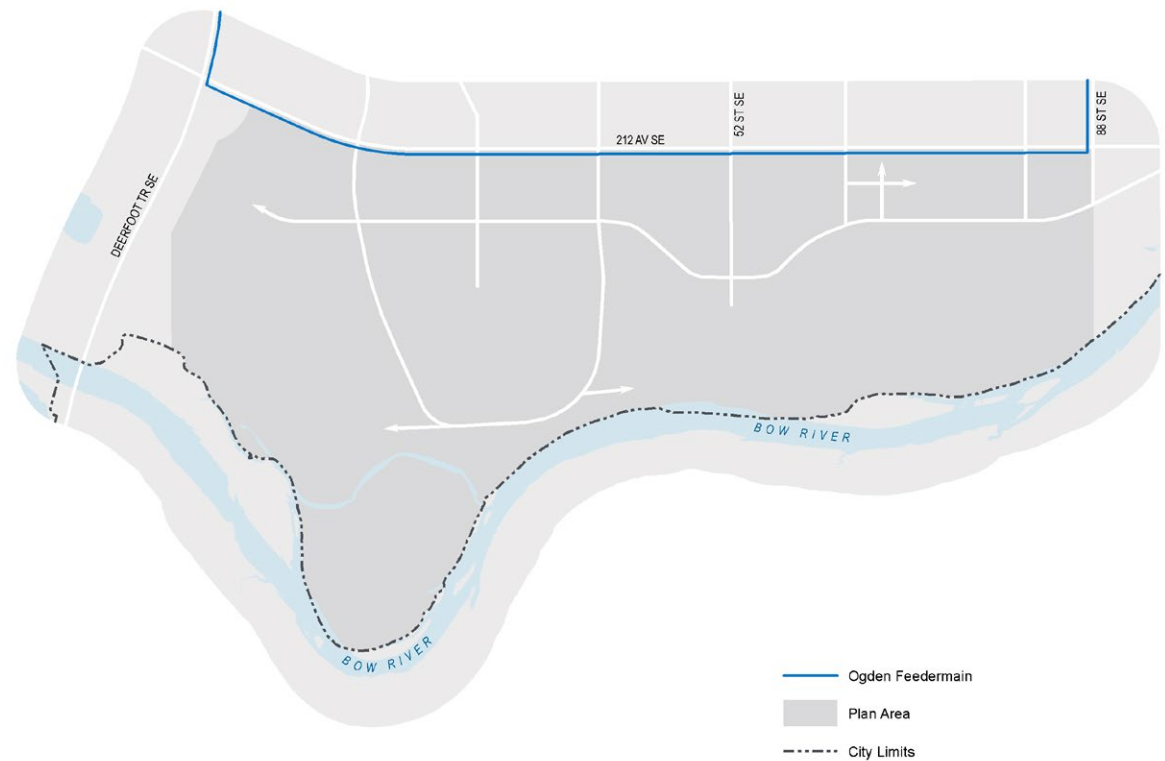 52 ST SE
88 ST SE
212 AV SE
DEERFOOT TR SE
BOW RIVER
BOW RIVER
Ogden Feedermain
Plan Area
City Limits